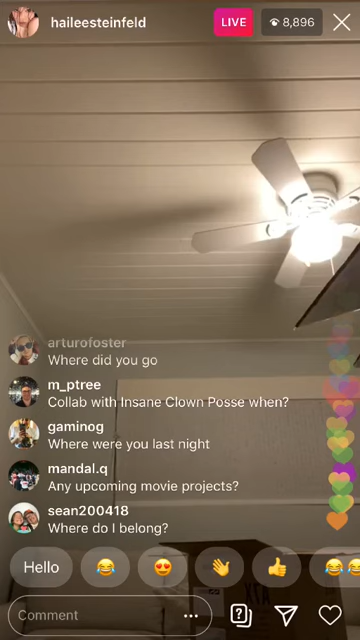 haileesteinfeld
LIVE
8,896
arturofoster
Where did you go
m_ptree
Collab with Insane Clown Posse when?
gaminog
Where were you last night
mandal.q
Any upcoming movie projects?
sean200418
Where do I belong?
Hello
Comment